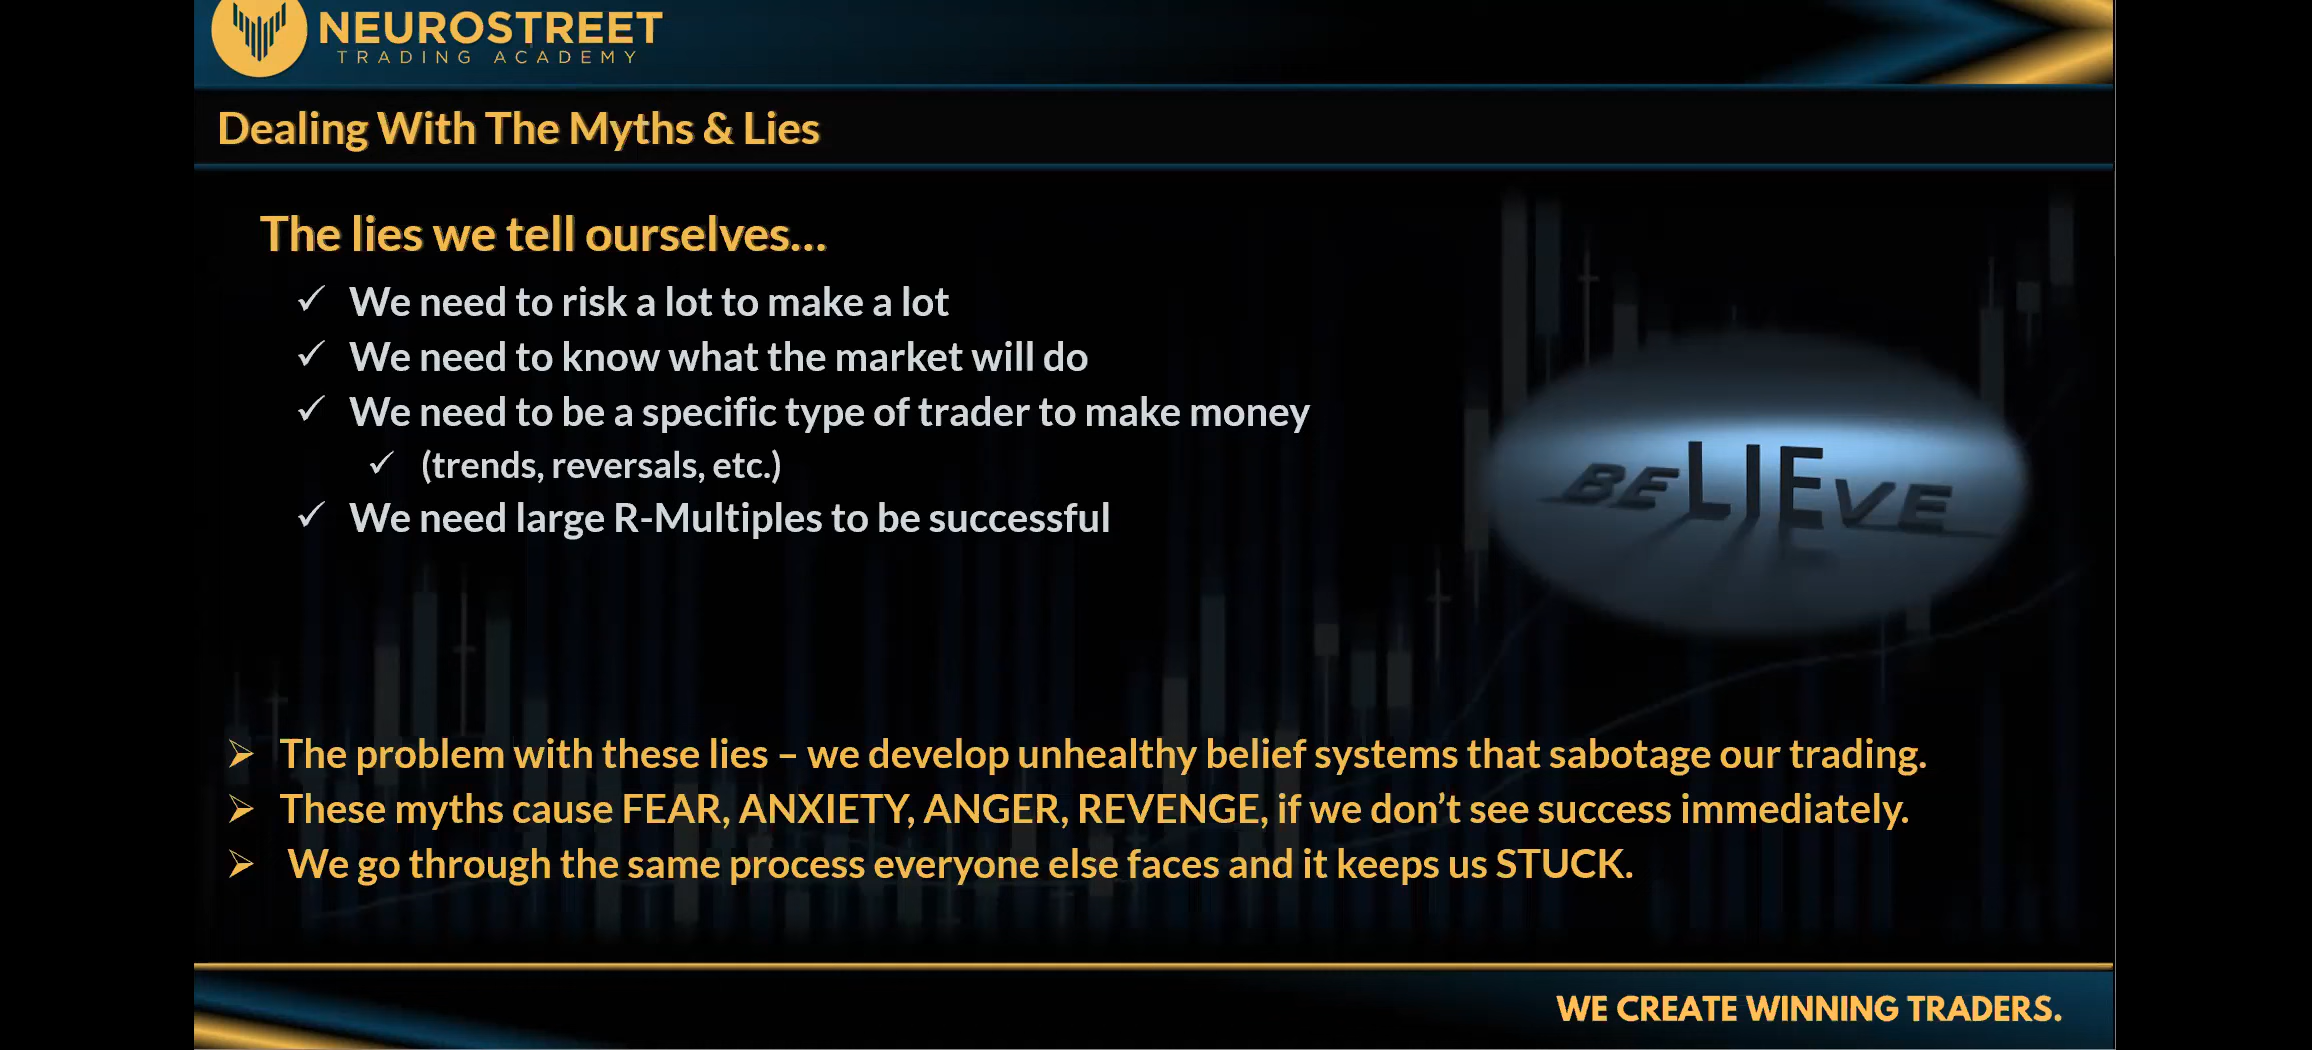 NEUROSTREET
TRADING ACADEMY
Dealing With The Myths & Lies
The lies we tell ourselves...
✓ We need to risk a lot to make a lot
✓ We need to know what the market will do
✓ We need to be a specific type of trader to make money
✓ (trends, reversals, etc.)
✓ We need large R-Multiples to be successful
BELIEVE
➢ The problem with these lies – we develop unhealthy belief systems that sabotage our trading.
➢ These myths cause FEAR, ANXIETY, ANGER, REVENGE, if we don’t see success immediately.
➢ We go through the same process everyone else faces and it keeps us STUCK.
WE CREATE WINNING TRADERS.